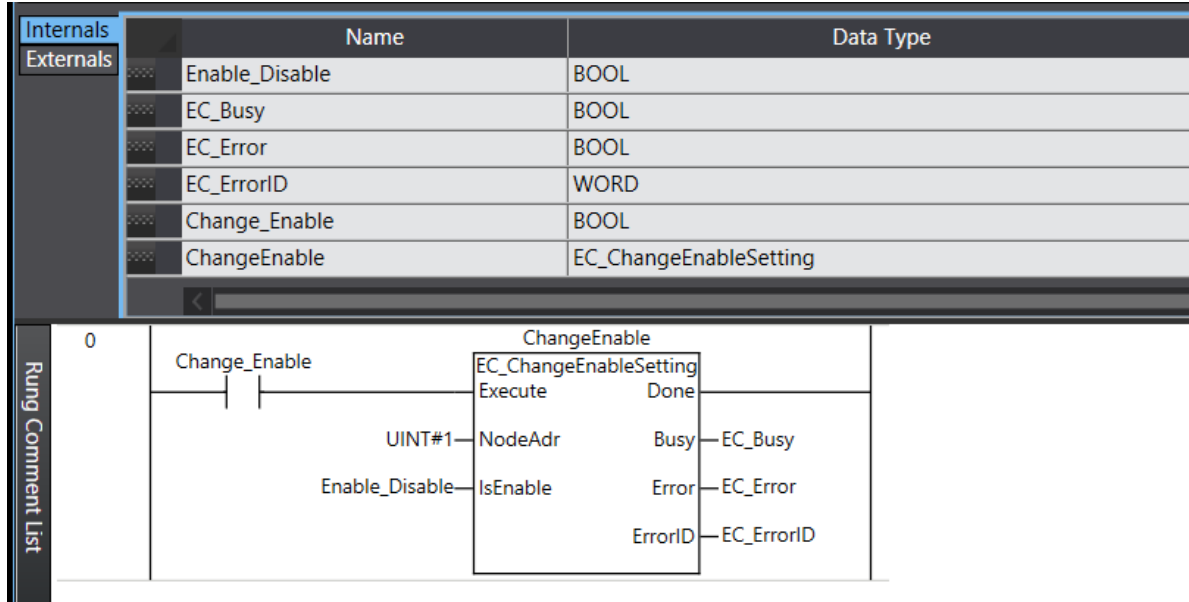 Internals
Externals
Name Data Type
Enable_Disable BOOL
EC_Busy BOOL
EC_Error BOOL
EC_ErrorID WORD
Change_Enable BOOL
ChangeEnable EC_ChangeEnableSetting
Rung Comment List
0
ChangeEnable
Change_Enable EC_ChangeEnableSetting
Execute Done
UINT#1 NodeAdr Busy EC_Busy
Enable_Disable IsEnable Error EC_Error
ErrorID EC_ErrorID